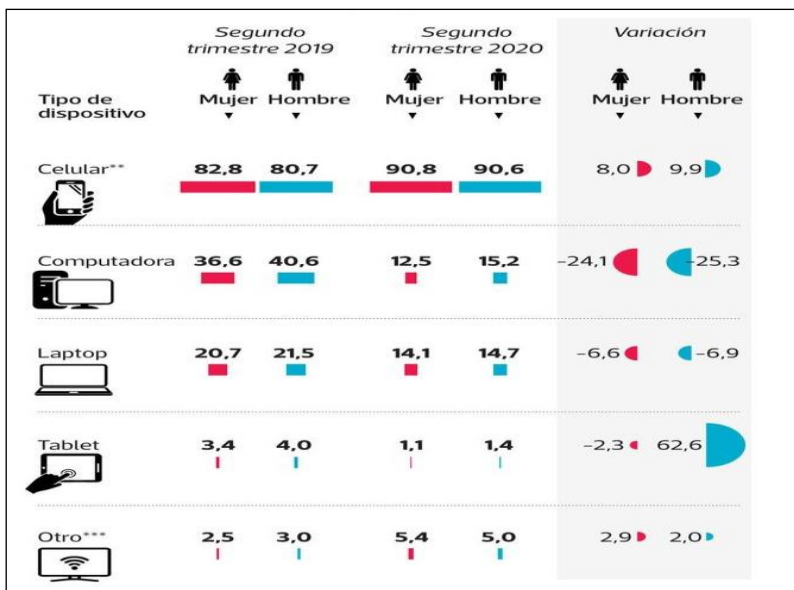 Segundo trimestre 2019
Segundo trimestre 2020
Variación
Tipo de dispositivo
Mujer Hombre
Mujer Hombre
Mujer Hombre
Celular** 82,8 80,7 90,8 90,6 8,0 9,9
Computadora 36,6 40,6 12,5 15,2 -24,1 -25,3
Laptop 20,7 21,5 14,1 14,7 -6,6 -6,9
Tablet 3,4 4,0 1,1 1,4 -2,3 62,6
Otro*** 2,5 3,0 5,4 5,0 2,9 2,0